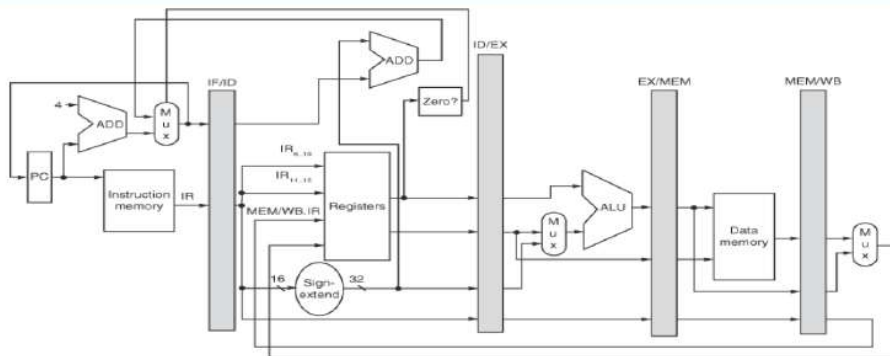 ID/EX
IF/ID
ADD
EX/MEM
MEM/WB
4
ADD
M
u
x
Zero?
PC
Instruction
memory
IR
IR6..10
IR11..15
MEM/WB.IR
Registers
M
u
x
ALU
Data
memory
M
u
x
16
Sign-
extend
32